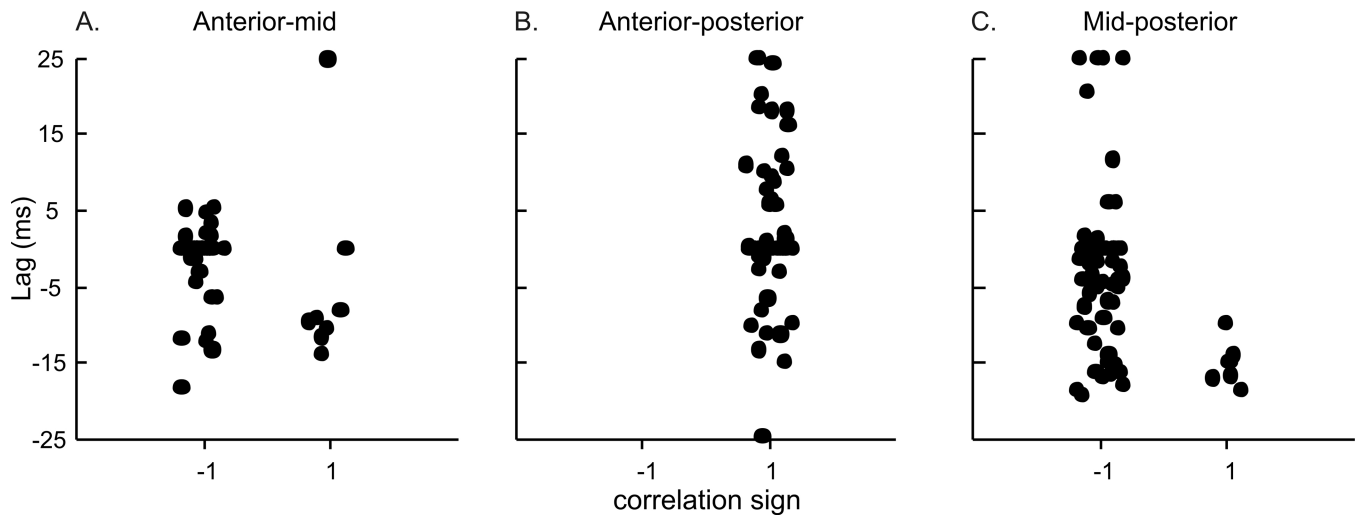 A. Anterior-mid
B. Anterior-posterior
C. Mid-posterior
Lag (ms)
25
15
5
-5
-15
-25
-1 1
-1 1
-1 1
correlation sign